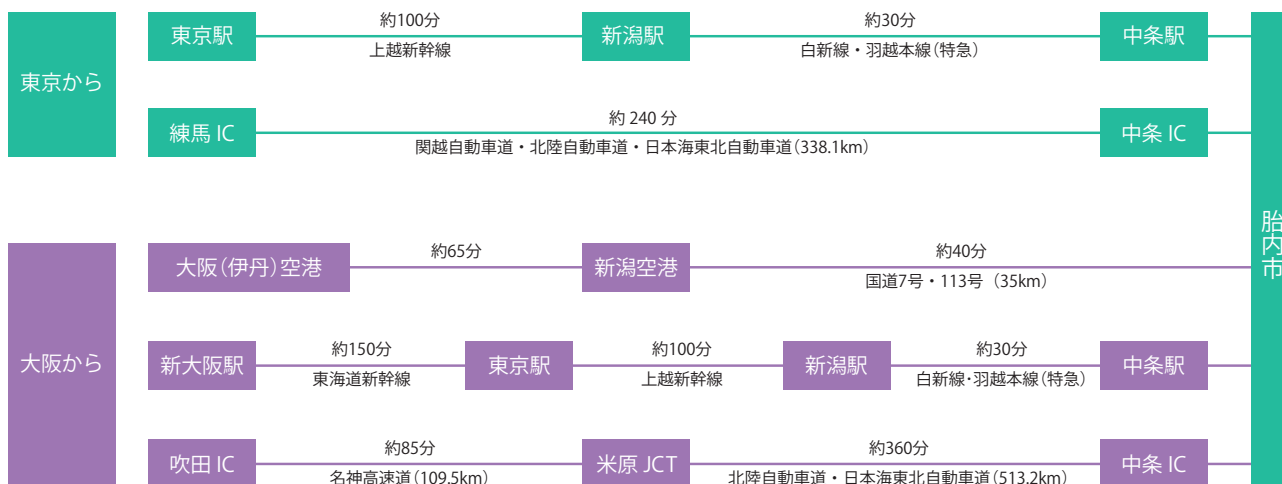 東京から
東京駅
約100分
上越新幹線
新潟駅
約30分
白新線・羽越本線(特急)
中条駅
練馬 IC
約 240 分
関越自動車道・北陸自動車道・日本海東北自動車道(338.1km)
中条 IC
胎内市
大阪から
大阪(伊丹)空港
約65分
新潟空港
約40分
国道7号・113号(35km)
新大阪駅
約150分
東海道新幹線
東京駅
約100分
上越新幹線
新潟駅
約30分
白新線・羽越本線(特急)
中条駅
吹田 IC
約85分
名神高速道(109.5km)
米原 JCT
約360分
北陸自動車道・日本海東北自動車道(513.2km)
中条 IC